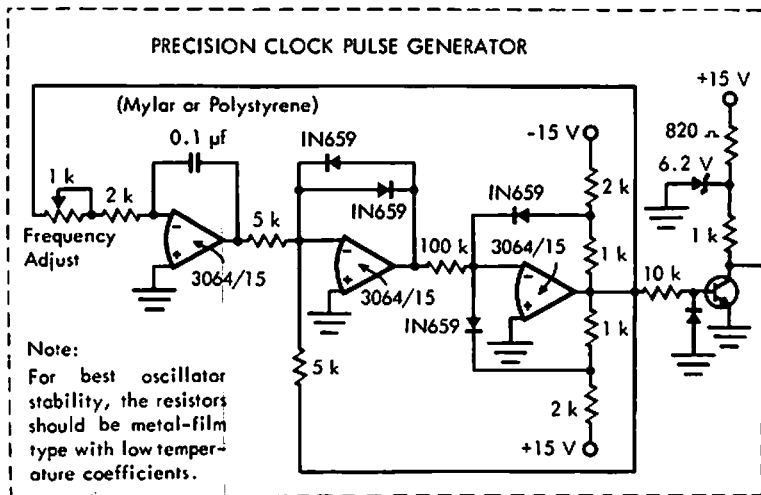 PRECISION CLOCK PULSE GENERATOR
+15 V
(Mylar or Polystyrene)
0.1 µf
IN659
-15 V
820 Ω
6.2 V
1 k
2 k
IN659
IN659
2 k
5 k
100 k
3064/15
1 k
1 k
Frequency
Adjust
3064/15
3064/15
10 k
IN659
1 k
Note:
For best oscillator
stability, the resistors
should be metal-film
type with low temper-
ature coefficients.
5 k
2 k
+15 V